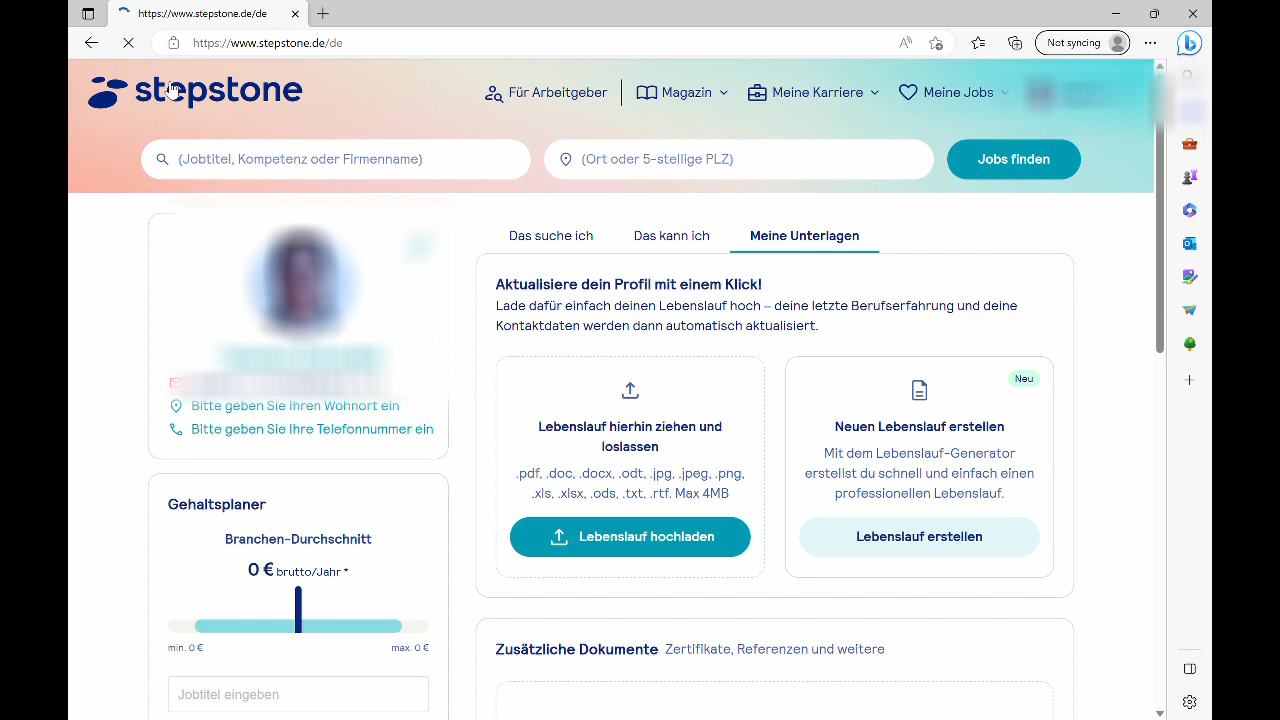 https://www.stepstone.de/de
https://www.stepstone.de/de
Not syncing
stepstone
Für Arbeitgeber
Magazin
Meine Karriere
Meine Jobs
(Jobtitel, Kompetenz oder Firmenname)
(Ort oder 5-stellige PLZ)
Jobs finden
Bitte geben Sie Ihren Wohnort ein
Bitte geben Sie Ihre Telefonnummer ein
Gehaltsplaner
Branchen-Durchschnitt
0 € brutto/Jahr *
min. 0 €
max. 0 €
Jobtitel eingeben
Das suche ich
Das kann ich
Meine Unterlagen
Aktualisiere dein Profil mit einem Klick!
Lade dafür einfach deinen Lebenslauf hoch – deine letzte Berufserfahrung und deine
Kontaktdaten werden dann automatisch aktualisiert.
Lebenslauf hierhin ziehen und
loslassen
.pdf, .doc, .docx, .odt, .jpg, .jpeg, .png,
.xls, .xlsx, .ods, .txt, .rtf. Max 4MB
Lebenslauf hochladen
Neu
Neuen Lebenslauf erstellen
Mit dem Lebenslauf-Generator
erstellst du schnell und einfach einen
professionellen Lebenslauf.
Lebenslauf erstellen
Zusätzliche Dokumente Zertifikate, Referenzen und weitere